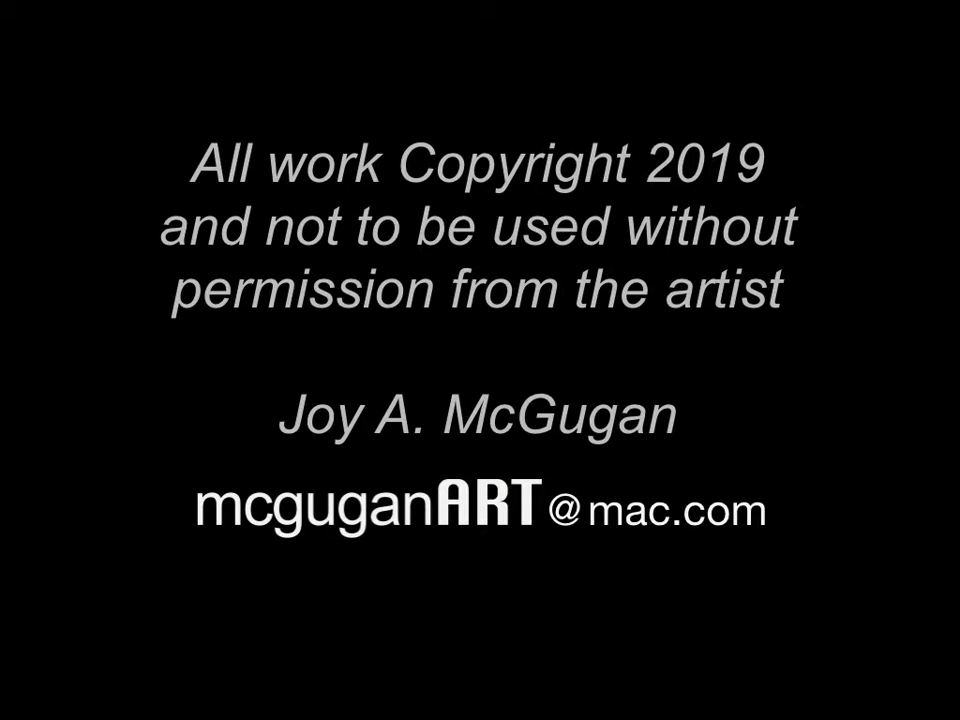 All work Copyright 2019
and not to be used without
permission from the artist
Joy A. McGugan
mcguganART@mac.com